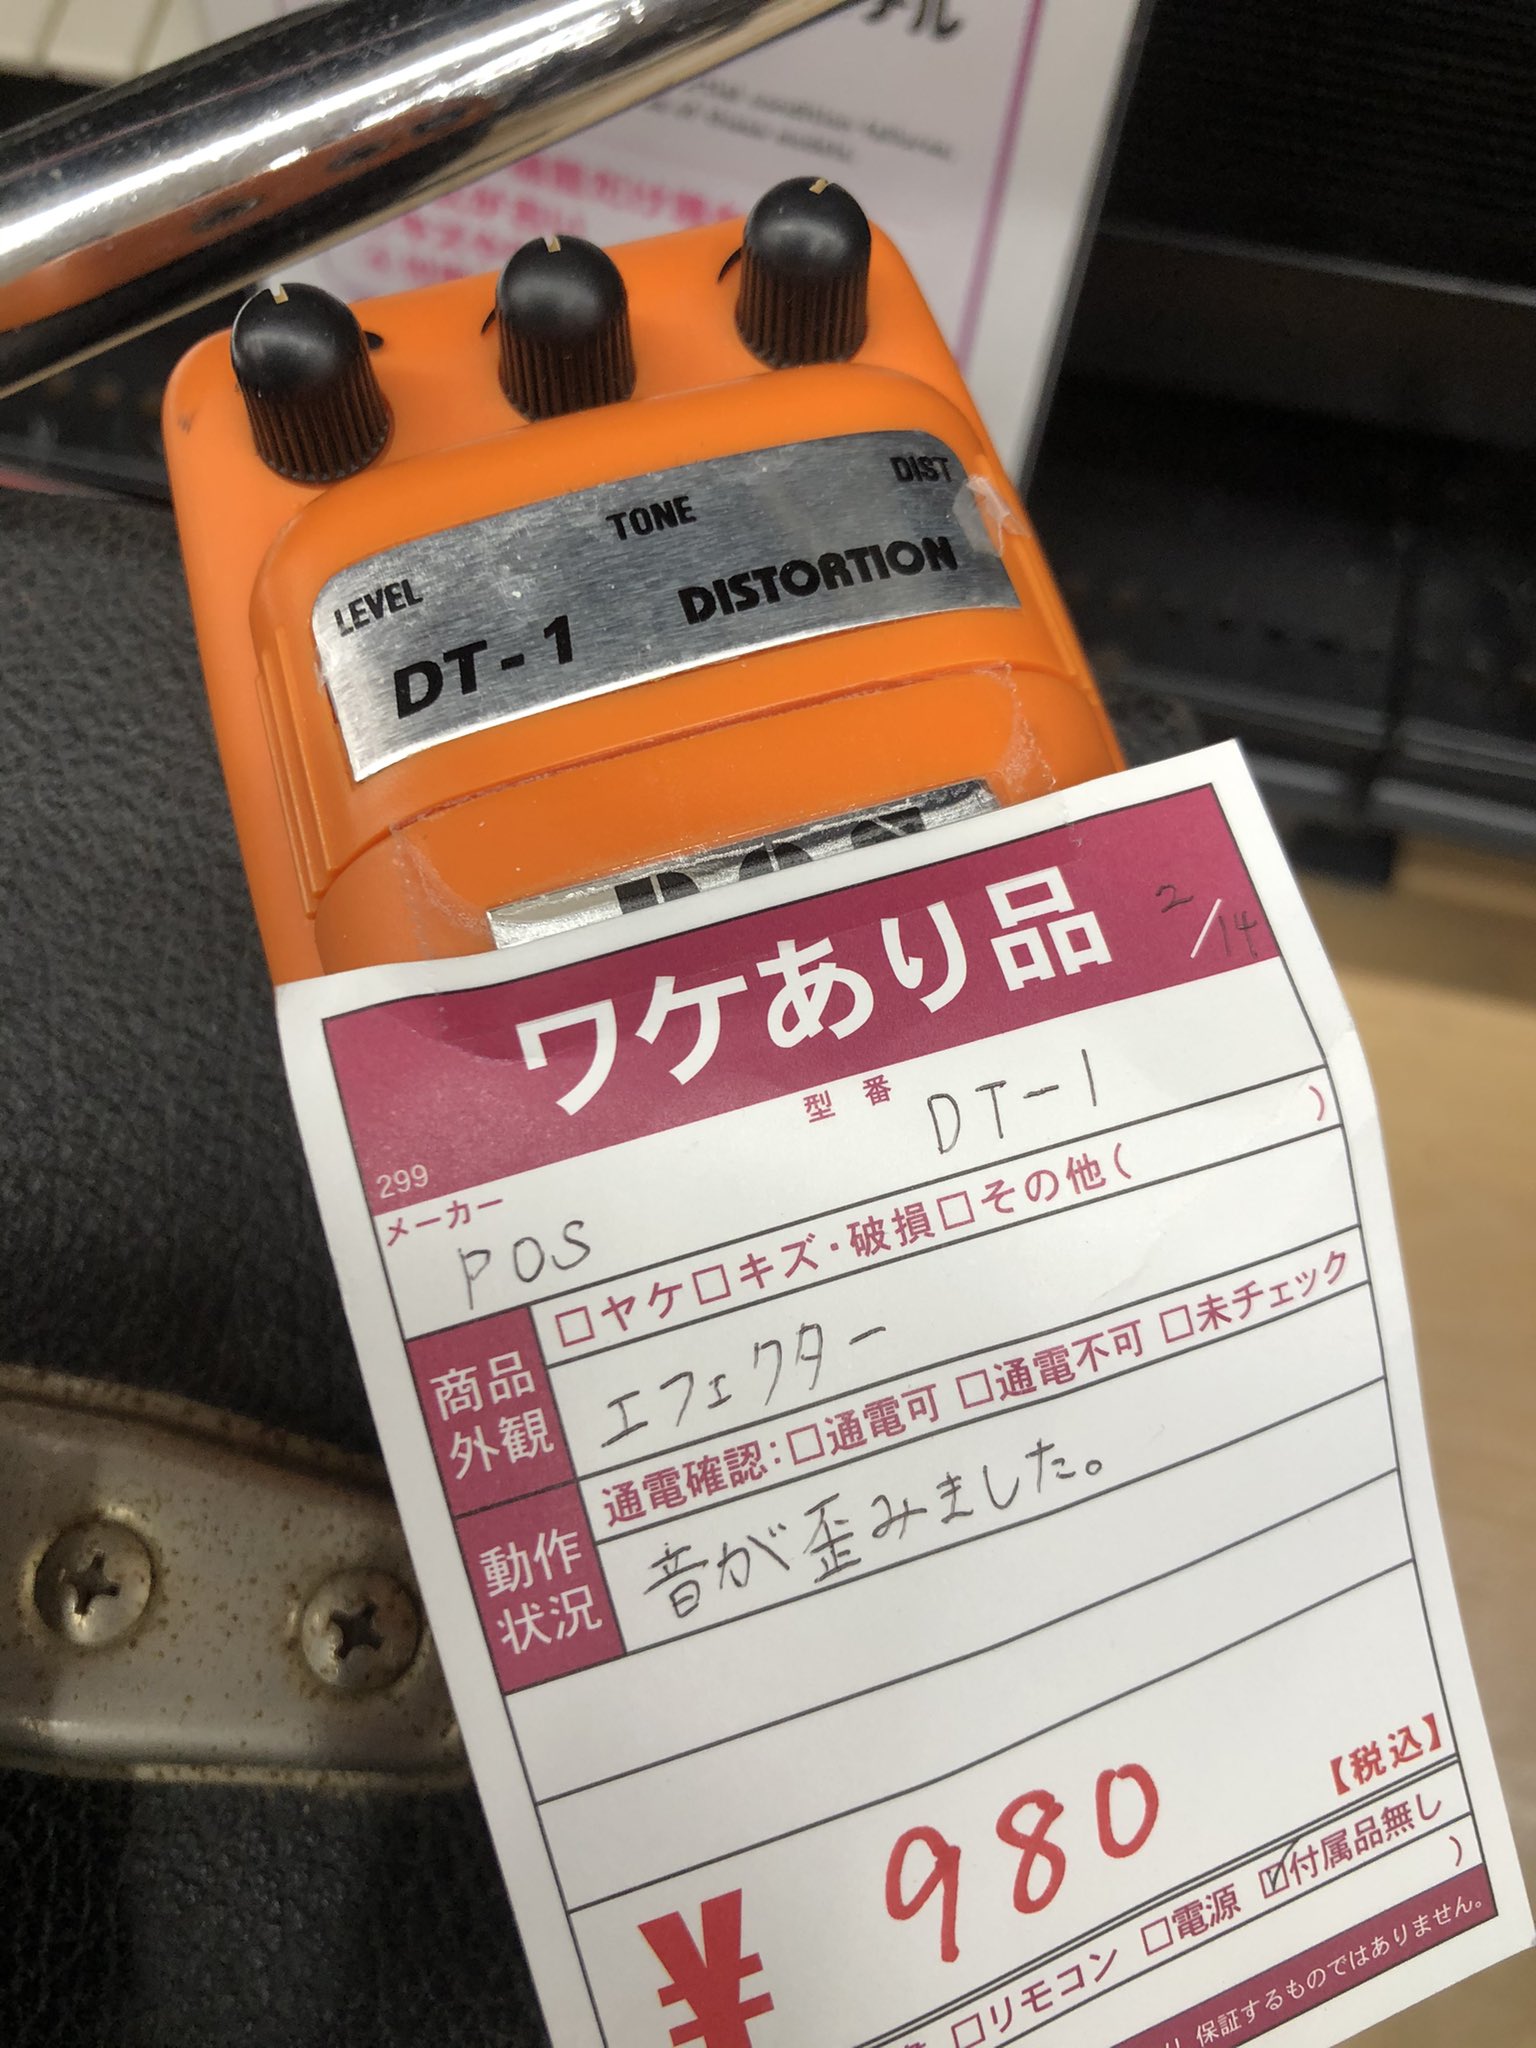 LEVEL TONE DIST
DT-1 DISTORTION
ワケあり品 2/14
299
メーカー 型番
POS DT-1
商品外観
□ヤケ□キズ・破損□その他( )
エフェクター
動作状況
通電確認:□通電可 □通電不可 □未チェック
音が歪みました。
¥ 980 【税込】
□リモコン □電源 ☑付属品無し
)
保証するものではありません。